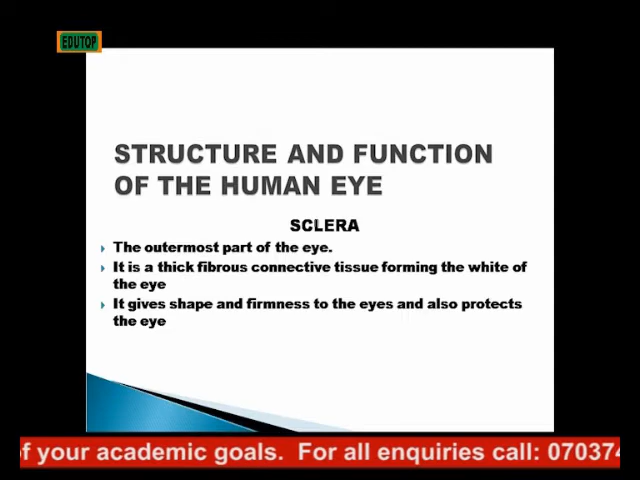 EDUTOP
STRUCTURE AND FUNCTION
OF THE HUMAN EYE
SCLERA
The outermost part of the eye.
It is a thick fibrous connective tissue forming the white of
the eye
It gives shape and firmness to the eyes and also protects
the eye
of your academic goals. For all enquiries call: 070374